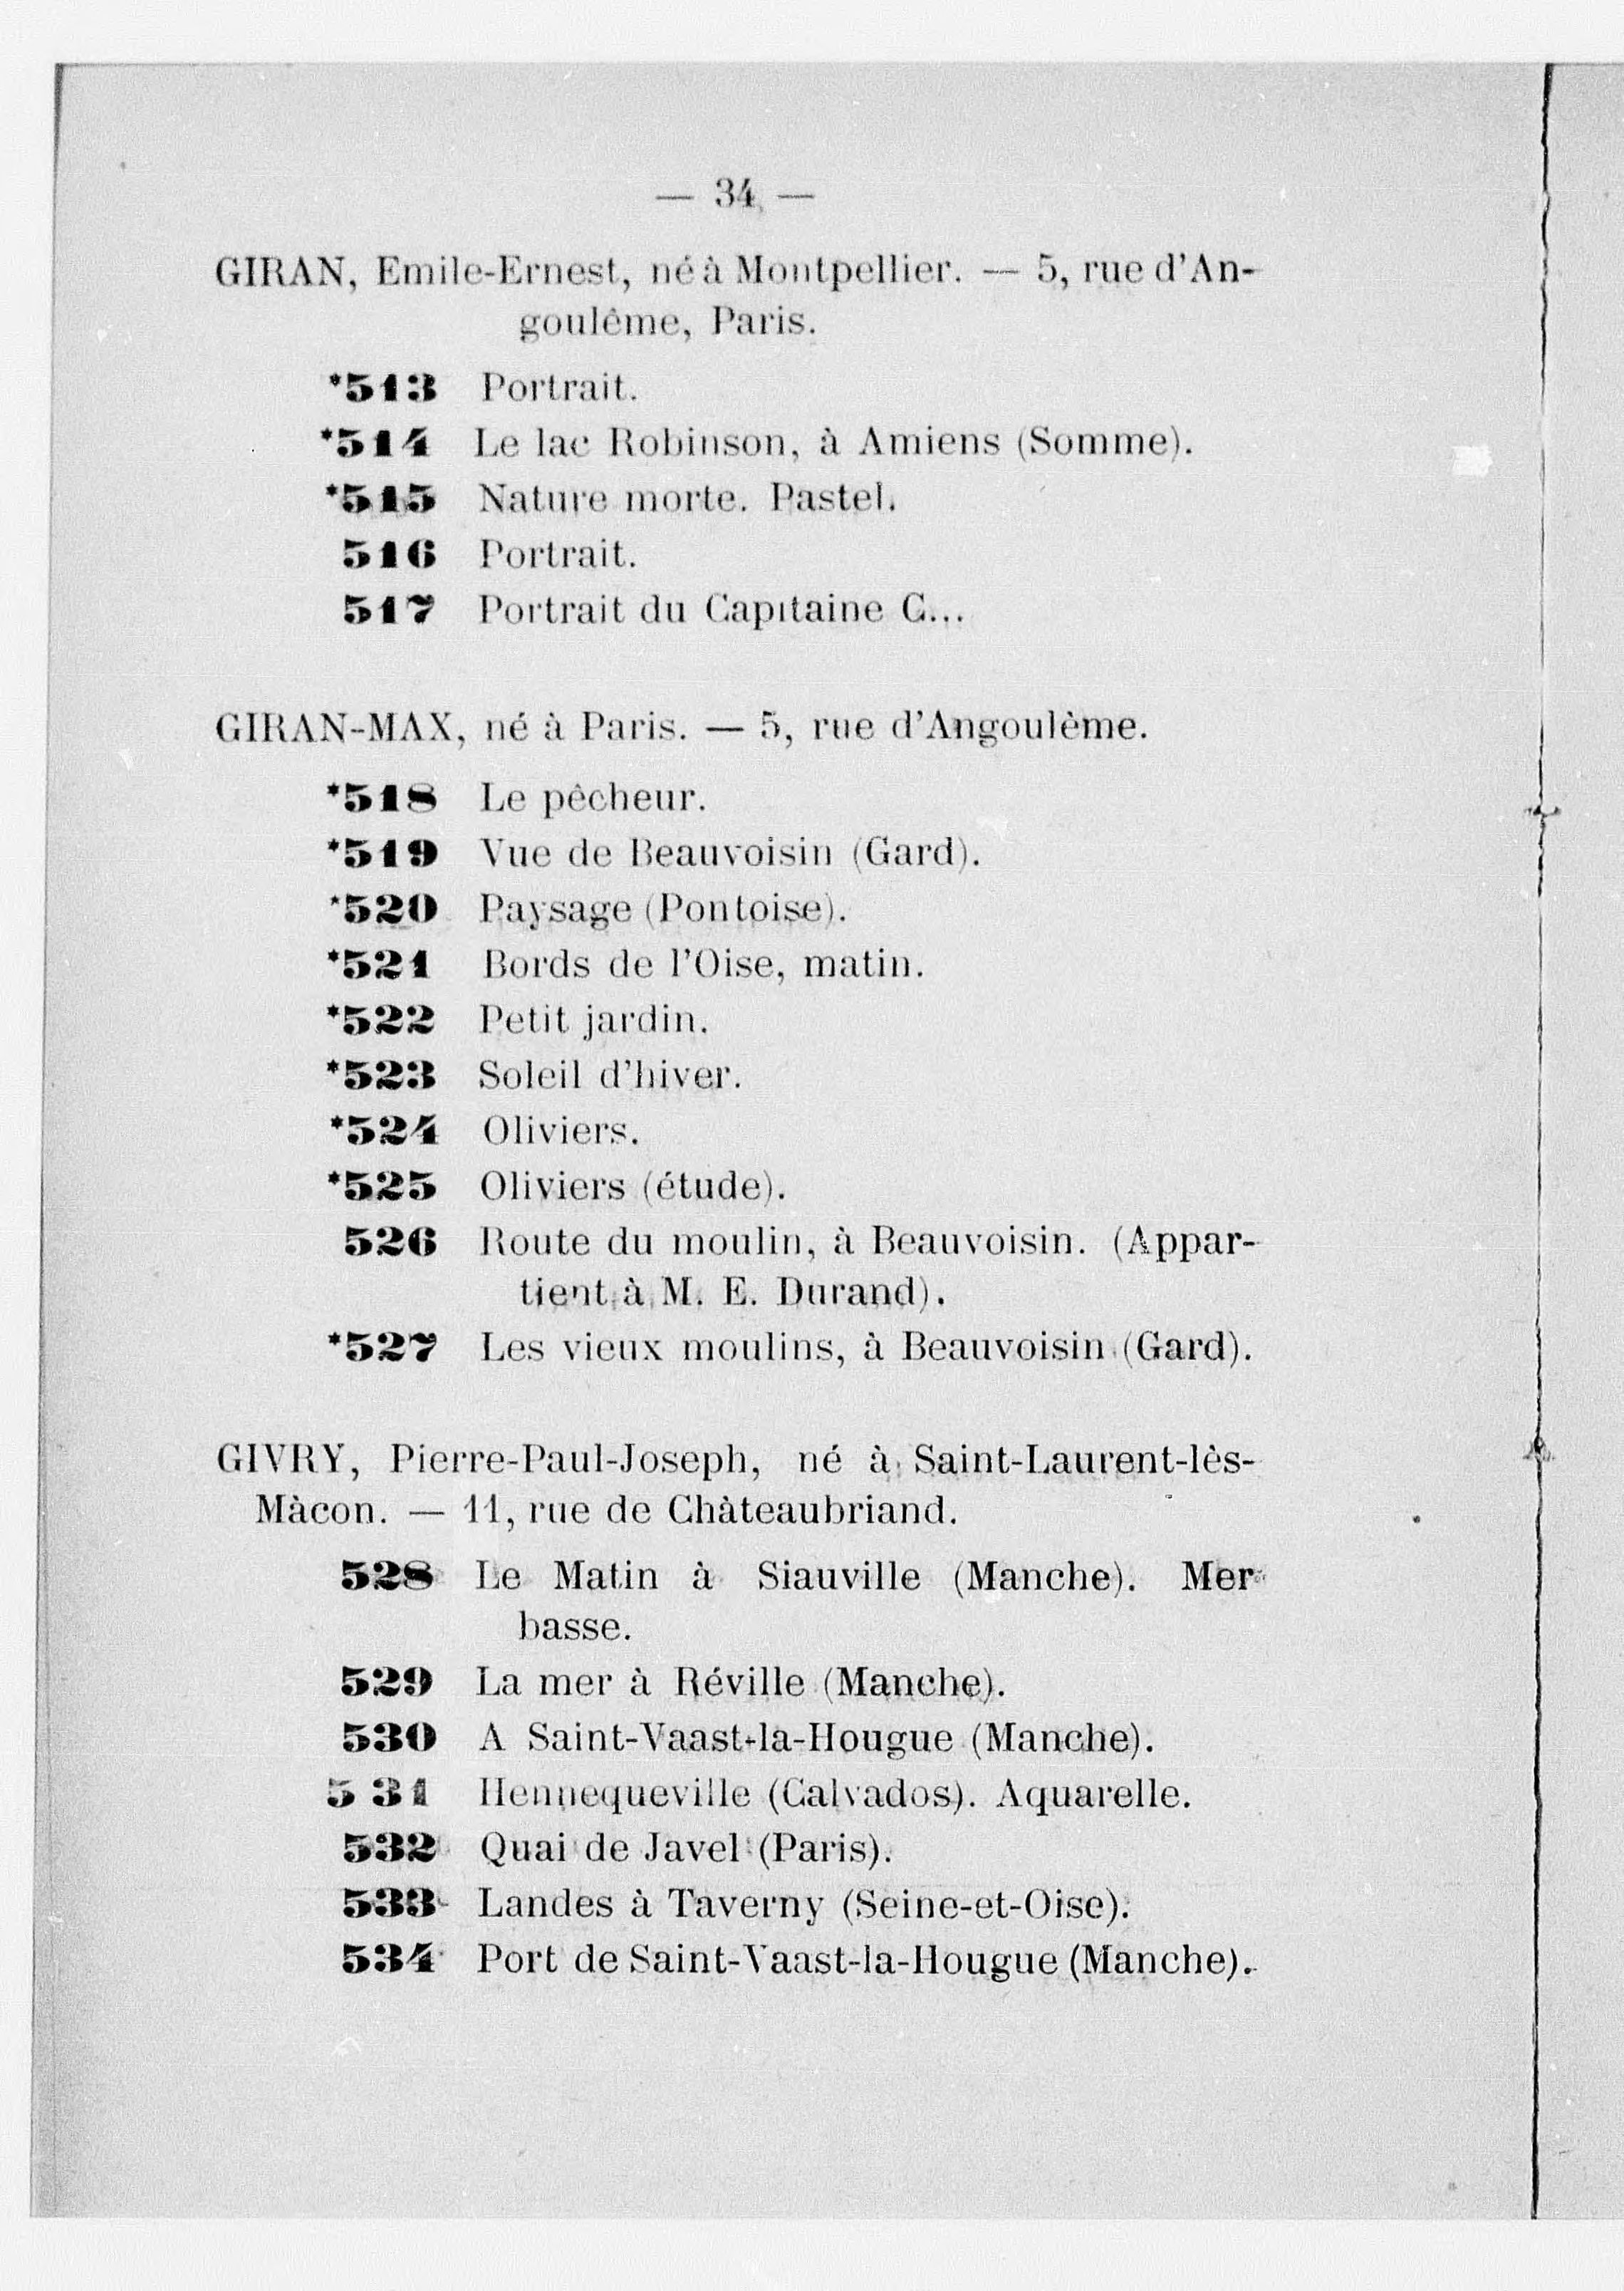 — 34 —
GIRAN, Emile-Ernest, né à Montpellier. — 5, rue d'An-
goulême, Paris.
*513 Portrait.
*514 Le lac Robinson, à Amiens (Somme).
*515 Nature morte. Pastel.
516 Portrait.
517 Portrait du Capitaine G...
GIRAN-MAX, né à Paris. — 5, rue d'Angoulème.
*518 Le pêcheur.
*519 Vue de Beauvoisin (Gard).
*520 Paysage (Pontoise).
*521 Bords de l'Oise, matin.
*522 Petit jardin.
*523 Soleil d'hiver.
*524 Oliviers.
*525 Oliviers (étude).
526 Route du moulin, à Beauvoisin. (Appar-
tient à M. E. Durand).
*527 Les vieux moulins, à Beauvoisin (Gard).
GIVRY, Pierre-Paul-Joseph, né à Saint-Laurent-lès-
Màcon. — 11, rue de Chàteaubriand.
528 Le Matin à Siauville (Manche). Mer
basse.
529 La mer à Réville (Manche).
530 A Saint-Vaast-la-Hougue (Manche).
531 Hennequeville (Calvados). Aquarelle.
532 Quai de Javel (Paris).
533 Landes à Taverny (Seine-et-Oise).
534 Port de Saint-Vaast-la-Hougue (Manche).